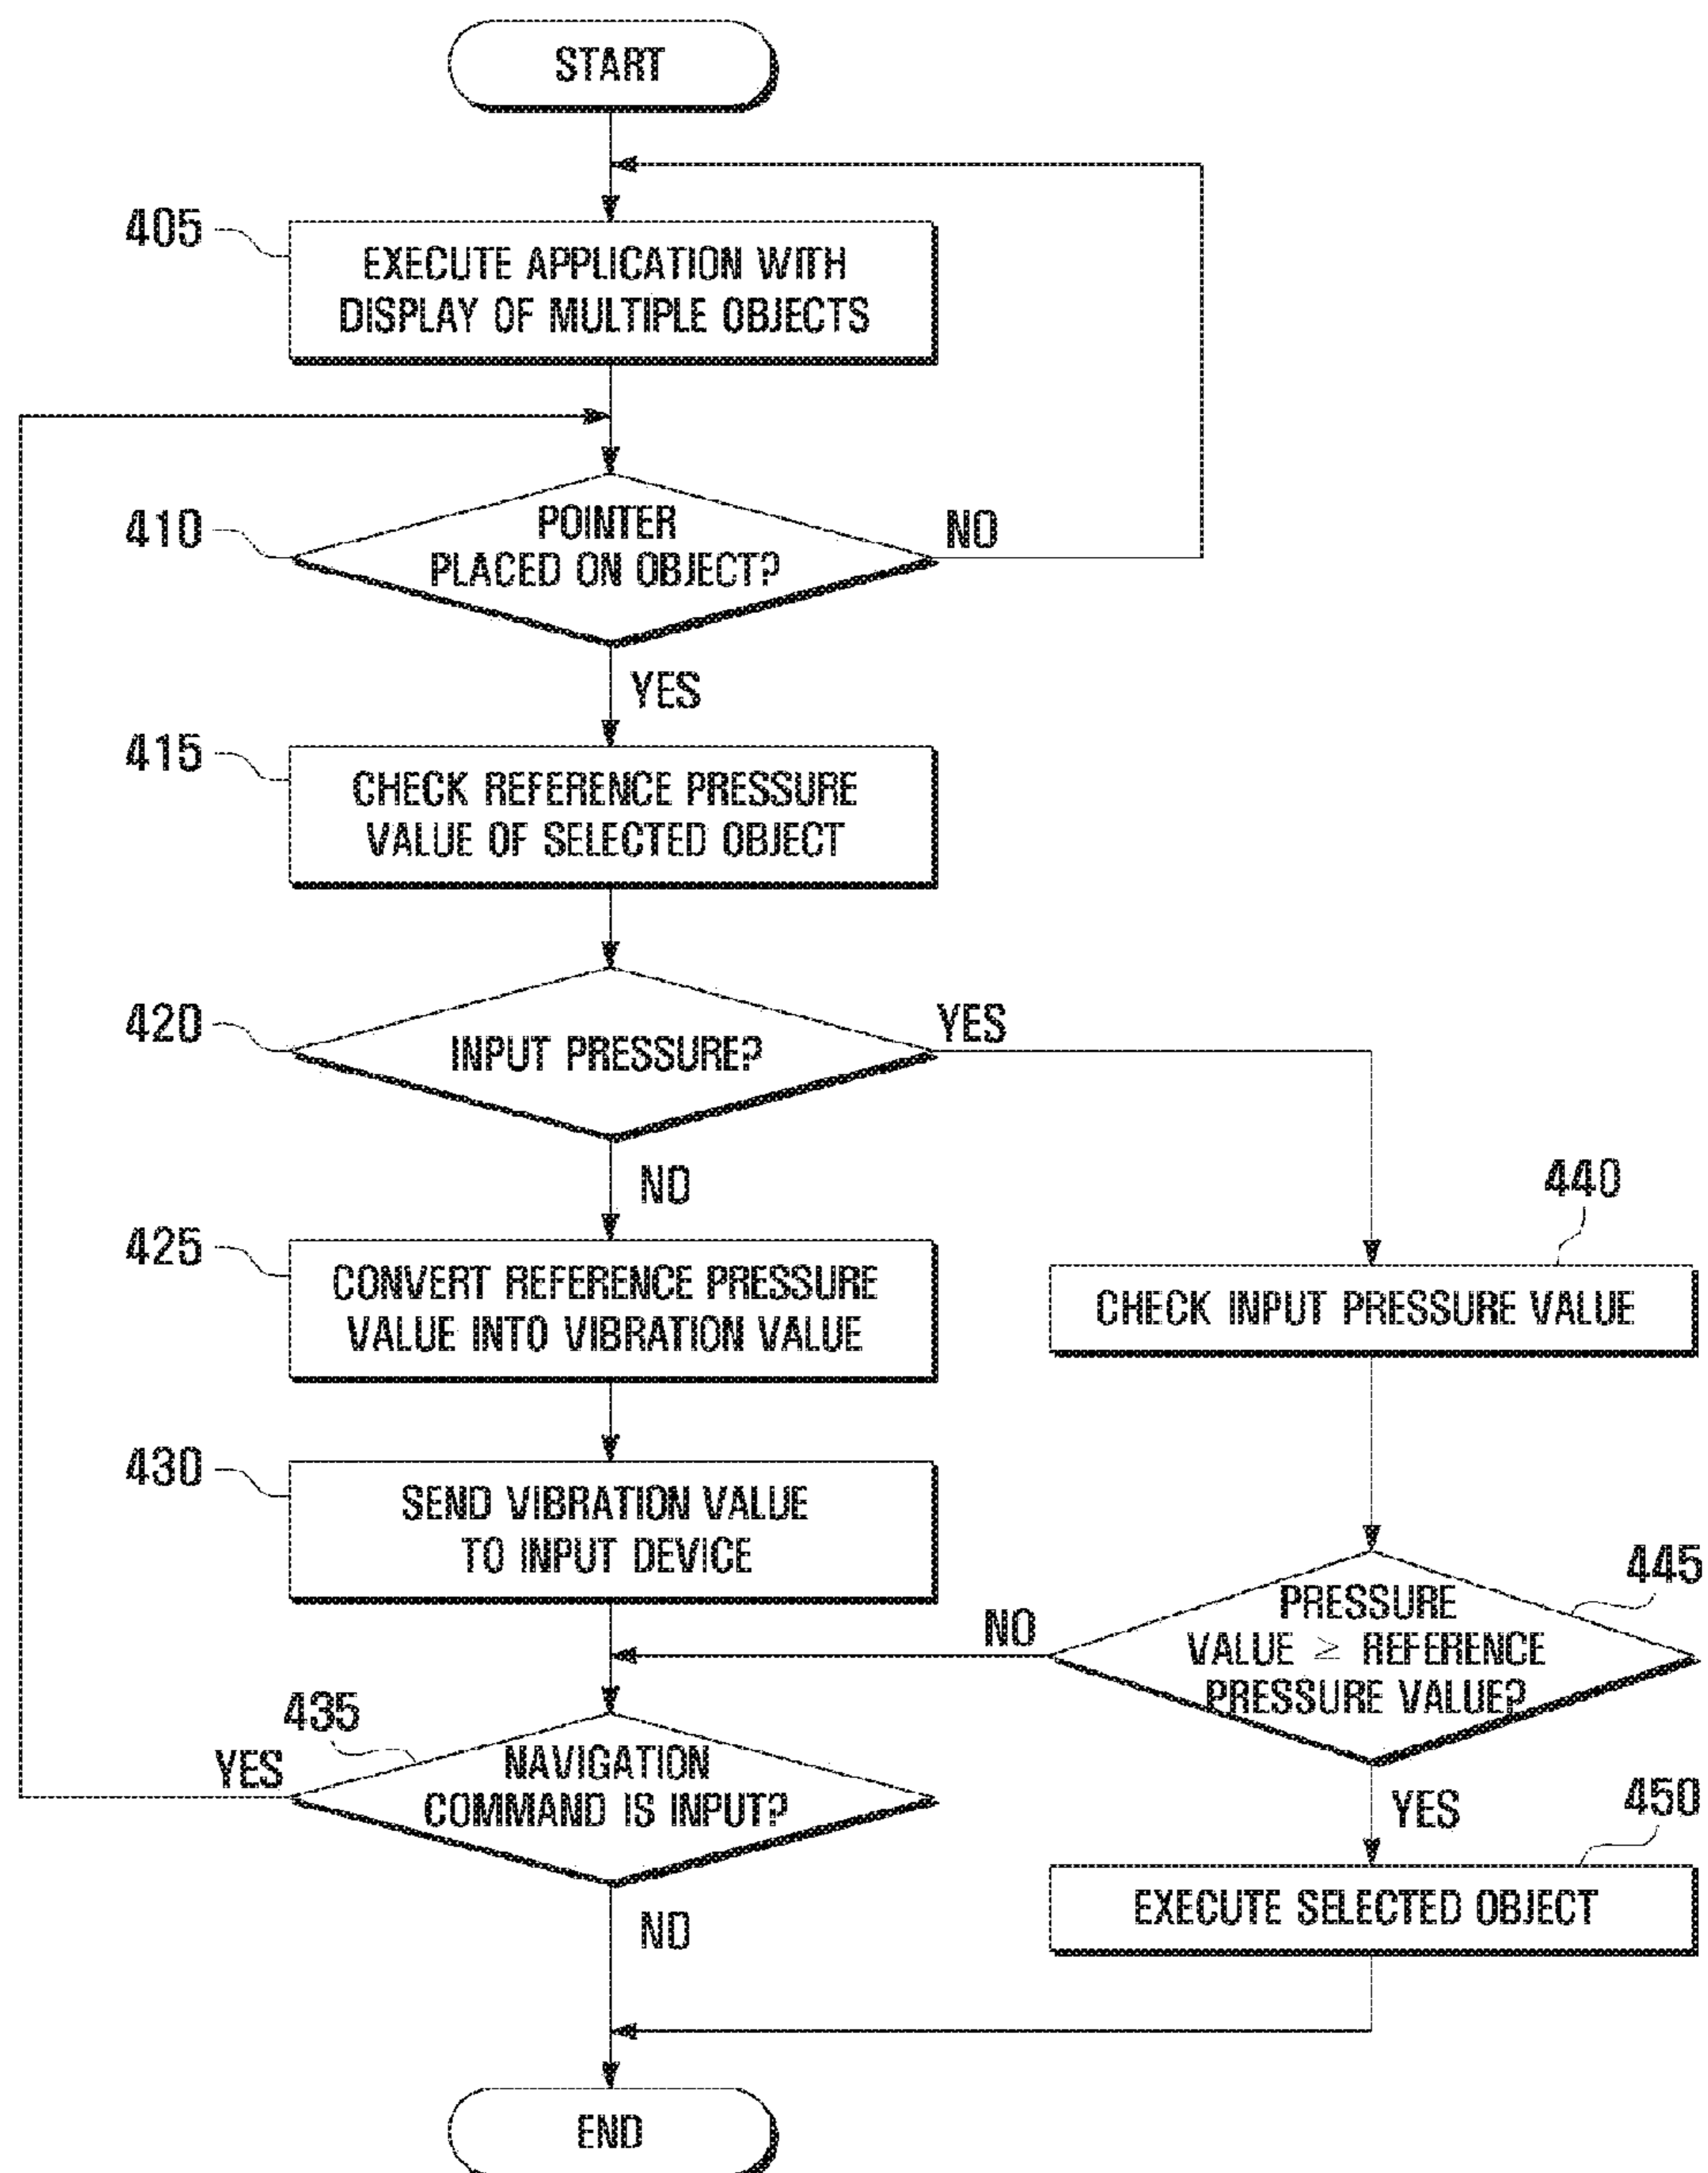 START
405
EXECUTE APPLICATION WITH
DISPLAY OF MULTIPLE OBJECTS
410
POINTER
PLACED ON OBJECT?
NO
YES
415
CHECK REFERENCE PRESSURE
VALUE OF SELECTED OBJECT
420
INPUT PRESSURE?
YES
NO
425
CONVERT REFERENCE PRESSURE
VALUE INTO VIBRATION VALUE
440
CHECK INPUT PRESSURE VALUE
430
SEND VIBRATION VALUE
TO INPUT DEVICE
445
PRESSURE
VALUE ≥ REFERENCE
PRESSURE VALUE?
NO
YES
435
NAVIGATION
COMMAND IS INPUT?
YES
NO
450
EXECUTE SELECTED OBJECT
END